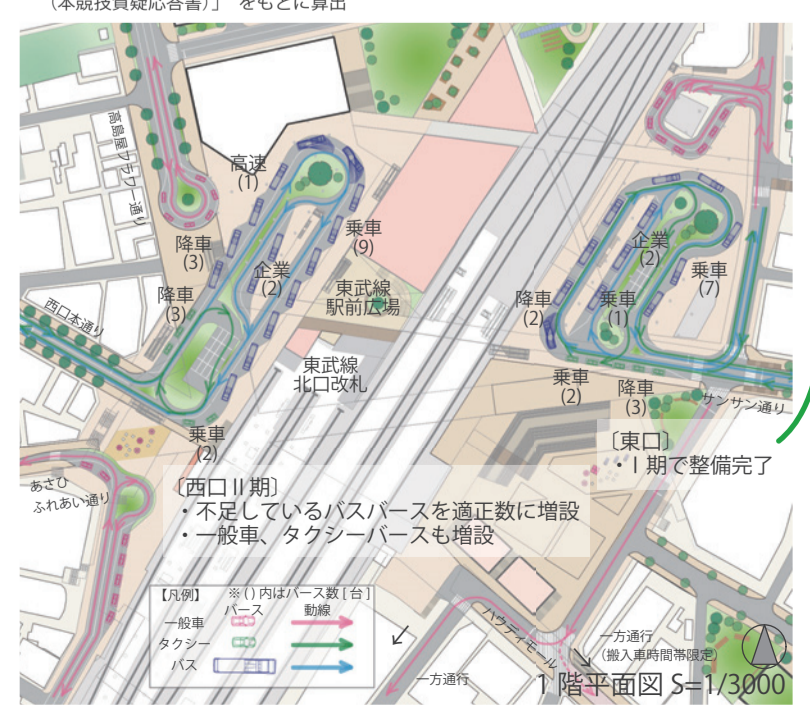 （本競技質疑応答書）」 をもとに算出
高島屋フラワー通り
高速
(1)
乗車
(9)
降車
(3)
企業
(2)
降車
(3)
東武線
駅前広場
西口本通り
東武線
北口改札
乗車
(2)
企業
(2)
乗車
(7)
降車
(2)
乗車
(1)
乗車
(2)
降車
(3)
サンサン通り
〔東口〕
・Ⅰ期で整備完了
あさひ
ふれあい通り
〔西口Ⅱ期〕
・不足しているバスバースを適正数に増設
・一般車、タクシーバースも増設
【凡例】 ※( )内はバース数[台]
バース 動線
一般車
タクシー
バス
ハウディモール
一方通行
一方通行
（搬入車時間帯限定）
1 階平面図 S=1/3000